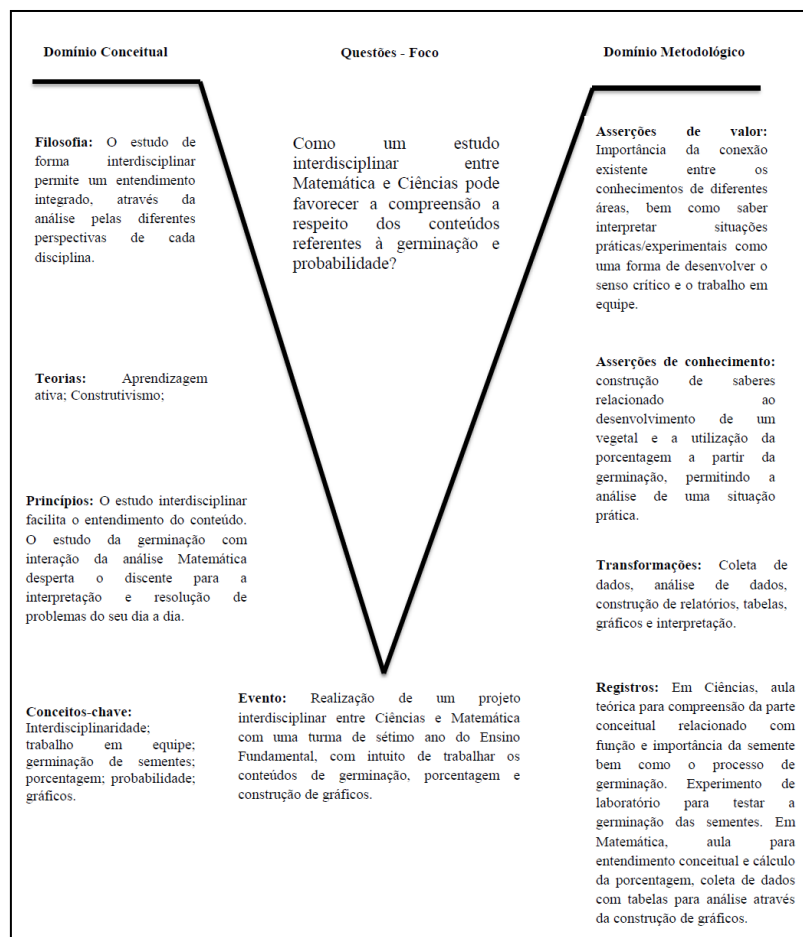 Domínio Conceitual
Questões - Foco
Domínio Metodológico
Filosofia: O estudo de
forma interdisciplinar
permite um entendimento
integrado, através da
análise pelas diferentes
perspectivas de cada
disciplina.
Teorias: Aprendizagem
ativa; Construtivismo;
Princípios: O estudo interdisciplinar
facilita o entendimento do conteúdo.
O estudo da germinação com
interação da análise Matemática
desperta o discente para a
interpretação e resolução de
problemas do seu dia a dia.
Conceitos-chave:
Interdisciplinaridade;
trabalho em equipe;
germinação de sementes;
porcentagem; probabilidade;
gráficos.
Como um estudo
interdisciplinar entre
Matemática e Ciências pode
favorecer a compreensão a
respeito dos conteúdos
referentes à germinação e
probabilidade?
Evento: Realização de um projeto
interdisciplinar entre Ciências e Matemática
com uma turma de sétimo ano do Ensino
Fundamental, com intuito de trabalhar os
conteúdos de germinação, porcentagem e
construção de gráficos.
Asserções de valor:
Importância da conexão
existente entre os
conhecimentos de diferentes
áreas, bem como saber
interpretar situações
práticas/experimentais como
uma forma de desenvolver o
senso crítico e o trabalho em
equipe.
Asserções de conhecimento:
construção de saberes
relacionado ao
desenvolvimento de um
vegetal e a utilização da
porcentagem a partir da
germinação, permitindo a
análise de uma situação
prática.
Transformações: Coleta de
dados, análise de dados,
construção de relatórios, tabelas,
gráficos e interpretação.
Registros: Em Ciências, aula
teórica para compreensão da parte
conceitual relacionado com
função e importância da semente
bem como o processo de
germinação. Experimento de
laboratório para testar a
germinação das sementes. Em
Matemática, aula para
entendimento conceitual e cálculo
da porcentagem, coleta de dados
com tabelas para análise através
da construção de gráficos.